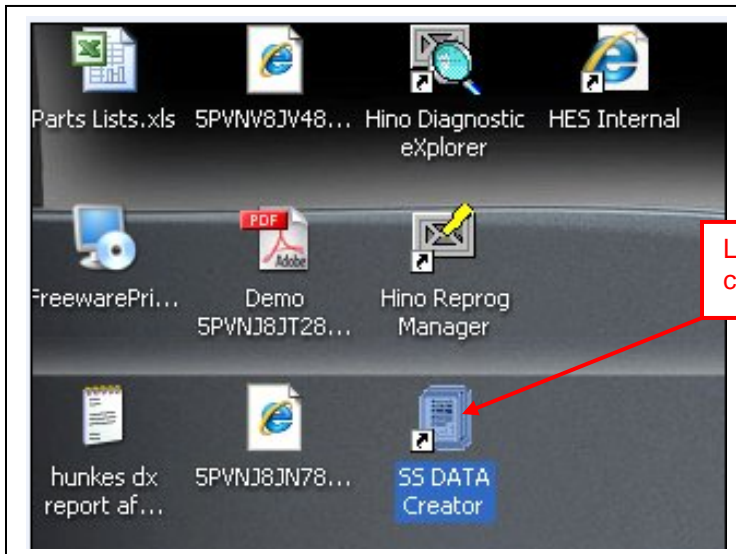 Parts Lists.xls
5PVNV8JV48...
Hino Diagnostic
eXplorer
HES Internal
FreewarePri...
PDF
Adobe
Demo
5PVNJ8JT28...
Hino Reprog
Manager
hunkes dx
report af...
5PVNJ8JN78...
SS DATA
Creator